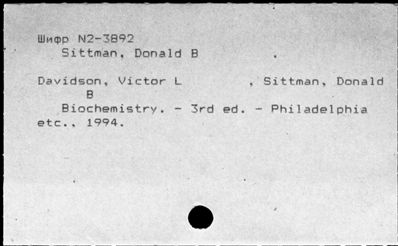 Шифр N2-3892
Sittman, Donald B
Davidson, Victor L , Sittman, Donald
B
Biochemistry. - 3rd ed. - Philadelphia
etc., 1994.